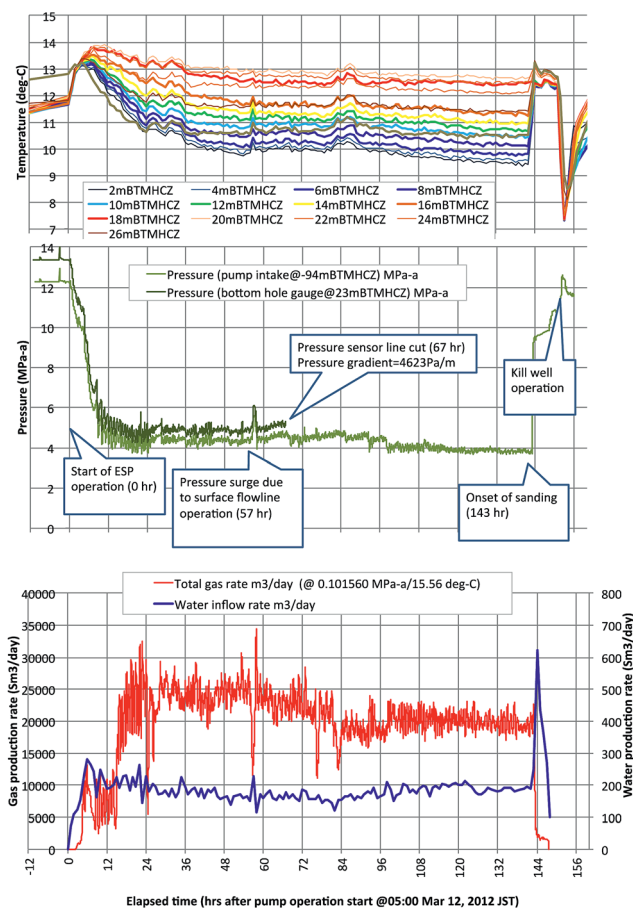 15
14
13
12
11
10
9
8
7
Temperature (deg-C)
2mBTMHCZ 4mBTMHCZ 6mBTMHCZ 8mBTMHCZ
10mBTMHCZ 12mBTMHCZ 14mBTMHCZ 16mBTMHCZ
18mBTMHCZ 20mBTMHCZ 22mBTMHCZ 24mBTMHCZ
26mBTMHCZ
14
12
10
8
6
4
2
0
Pressure (MPa-a)
Pressure (pump intake@-94mBTMHCZ) MPa-a
Pressure (bottom hole gauge@23mBTMHCZ) MPa-a
Pressure sensor line cut (67 hr)
Pressure gradient=4623Pa/m
Kill well
operation
Start of ESP
operation (0 hr)
Pressure surge due
to surface flowline
operation (57 hr)
Onset of sanding
(143 hr)
Total gas rate m3/day (@ 0.101560 MPa-a/15.56 deg-C)
Water inflow rate m3/day
40000
35000
30000
25000
20000
15000
10000
5000
0
Gas production rate (Sm3/day)
800
700
600
500
400
300
200
100
0
Water production rate (Sm3/day)
-12 0 12 24 36 48 60 72 84 96 108 120 132 144 156
Elapsed time (hrs after pump operation start @05:00 Mar 12, 2012 JST)